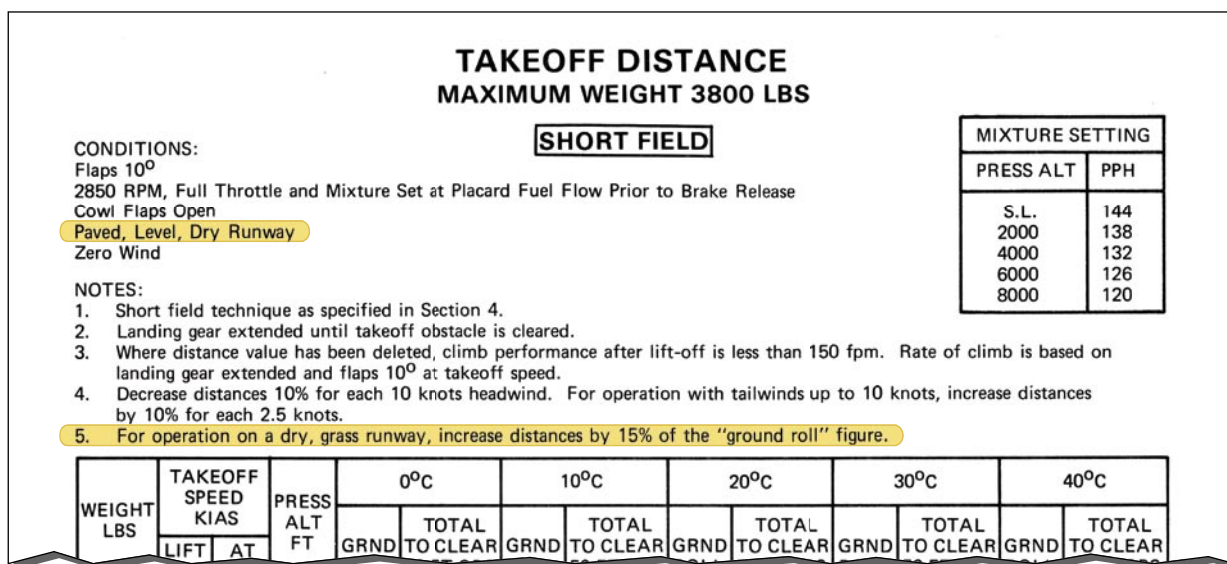 TAKEOFF DISTANCE
MAXIMUM WEIGHT 3800 LBS
SHORT FIELD
CONDITIONS:
Flaps 10⁰
2850 RPM, Full Throttle and Mixture Set at Placard Fuel Flow Prior to Brake Release
Cowl Flaps Open
Paved, Level, Dry Runway
Zero Wind
MIXTURE SETTING
PRESS ALT PPH
S.L. 144
2000 138
4000 132
6000 126
8000 120
NOTES:
1. Short field technique as specified in Section 4.
2. Landing gear extended until takeoff obstacle is cleared.
3. Where distance value has been deleted, climb performance after lift-off is less than 150 fpm. Rate of climb is based on
landing gear extended and flaps 10⁰ at takeoff speed.
4. Decrease distances 10% for each 10 knots headwind. For operation with tailwinds up to 10 knots, increase distances
by 10% for each 2.5 knots.
5. For operation on a dry, grass runway, increase distances by 15% of the "ground roll" figure.
WEIGHT
LBS
TAKEOFF
SPEED
KIAS
LIFT AT
PRESS
ALT
FT
0⁰C 10⁰C 20⁰C 30⁰C 40⁰C
TOTAL TOTAL TOTAL TOTAL TOTAL
GRND TO CLEAR GRND TO CLEAR GRND TO CLEAR GRND TO CLEAR GRND TO CLEAR